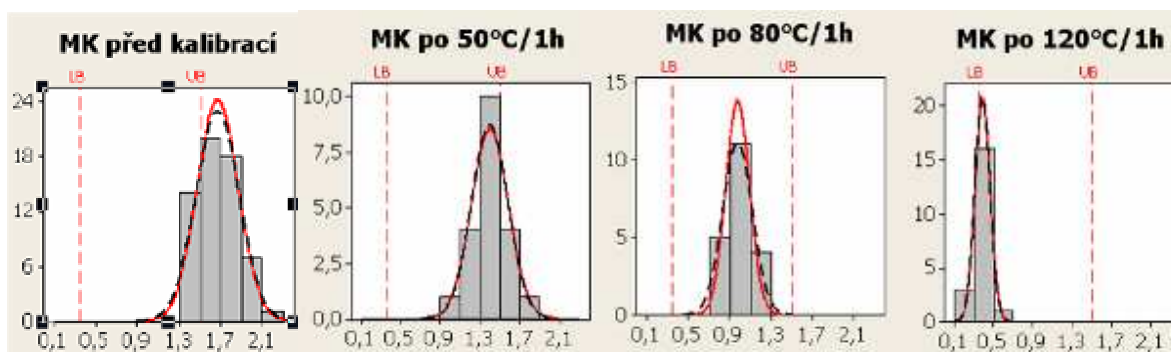 MK před kalibrací
LB UB
24
18
12
6
0
0,1 0,5 0,9 1,3 1,7 2,1
MK po 50°C/1h
LB UB
10,0
7,5
5,0
2,5
0,0
0,1 0,5 0,9 1,3 1,7 2,1
MK po 80°C/1h
LB UB
15
10
5
0
0,1 0,5 0,9 1,3 1,7 2,1
MK po 120°C/1h
LB UB
20
15
10
5
0
0,1 0,5 0,9 1,3 1,7 2,1